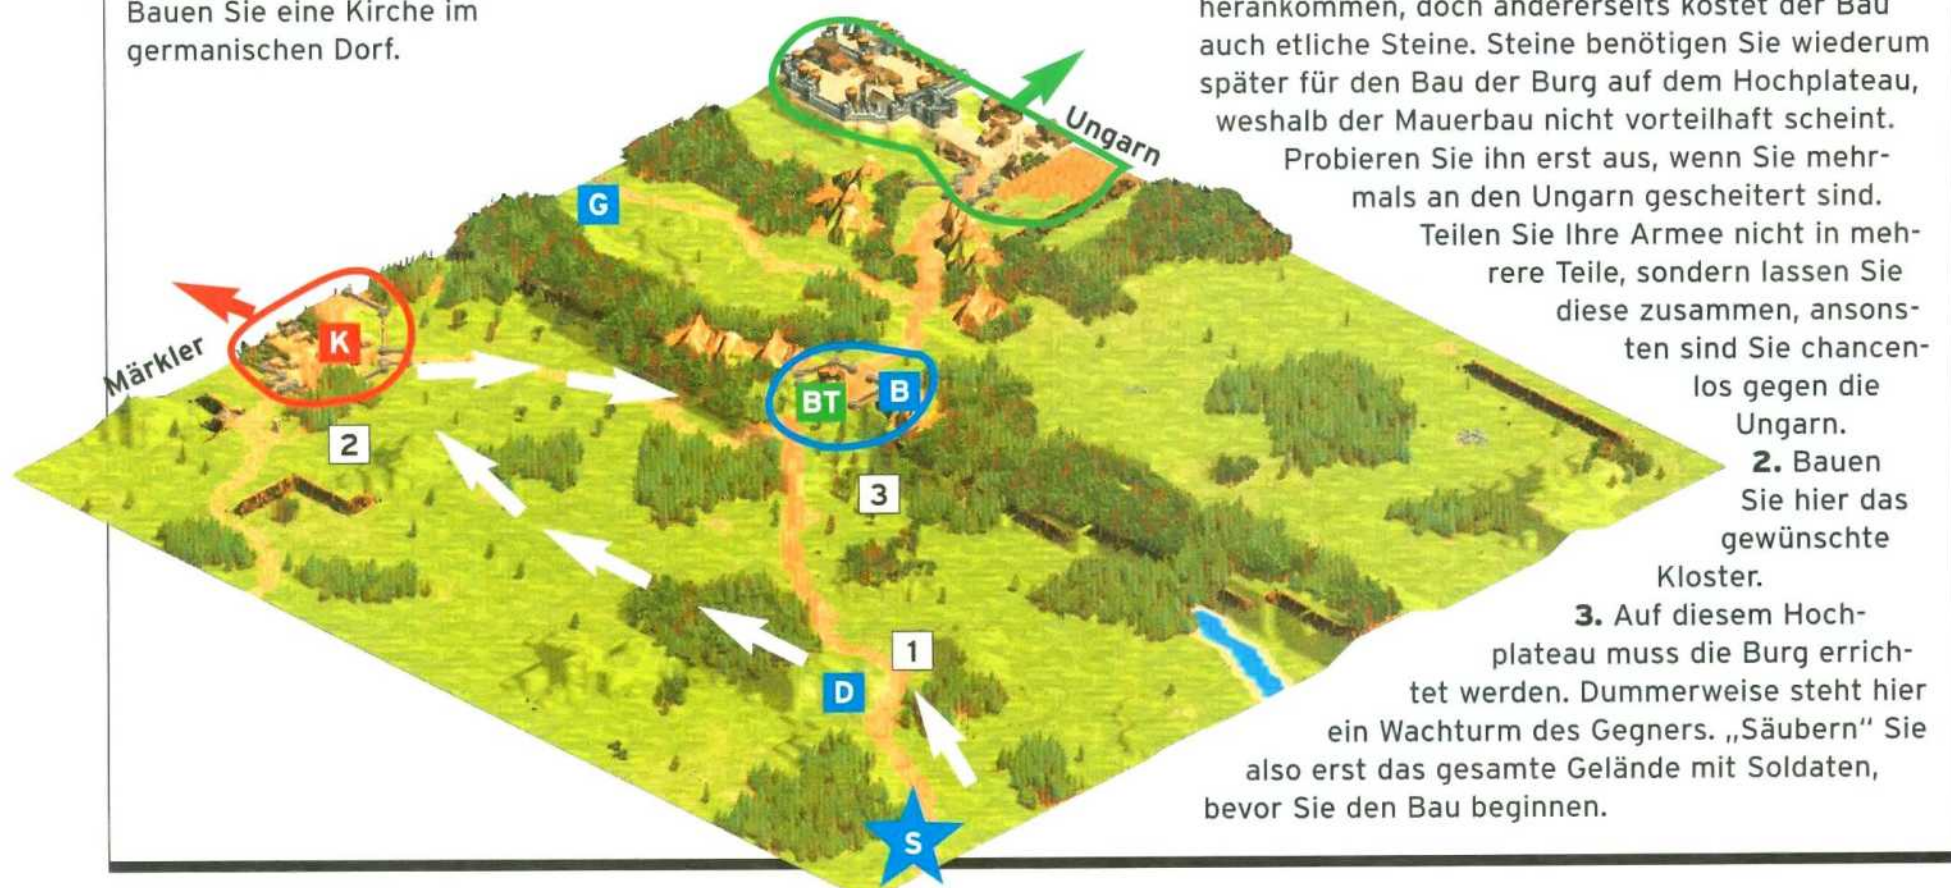 Bauen Sie eine Kirche im
germanischen Dorf.
herankommen, doch andererseits kostet der Bau
auch etliche Steine. Steine benötigen Sie wiederum
später für den Bau der Burg auf dem Hochplateau,
weshalb der Mauerbau nicht vorteilhaft scheint.
Probieren Sie ihn erst aus, wenn Sie mehr-
mals an den Ungarn gescheitert sind.
Teilen Sie Ihre Armee nicht in meh-
rere Teile, sondern lassen Sie
diese zusammen, ansons-
ten sind Sie chancen-
los gegen die
Ungarn.
2. Bauen
Sie hier das
gewünschte
Kloster.
3. Auf diesem Hoch-
plateau muss die Burg errich-
tet werden. Dummerweise steht hier
ein Wachturm des Gegners. „Säubern“ Sie
also erst das gesamte Gelände mit Soldaten,
bevor Sie den Bau beginnen.
Ungarn
G
Märkler
K
BT
B
2
3
1
D
S